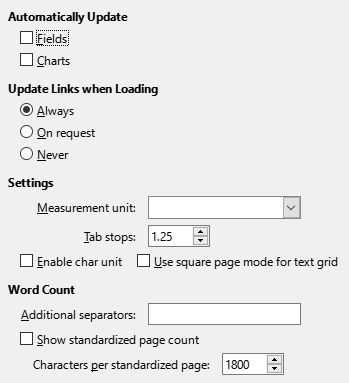 Automatically Update
Fields
Charts
Update Links when Loading
Always
On request
Never
Settings
Measurement unit:
Tab stops: 1.25
Enable char unit Use square page mode for text grid
Word Count
Additional separators:
Show standardized page count
Characters per standardized page: 1800